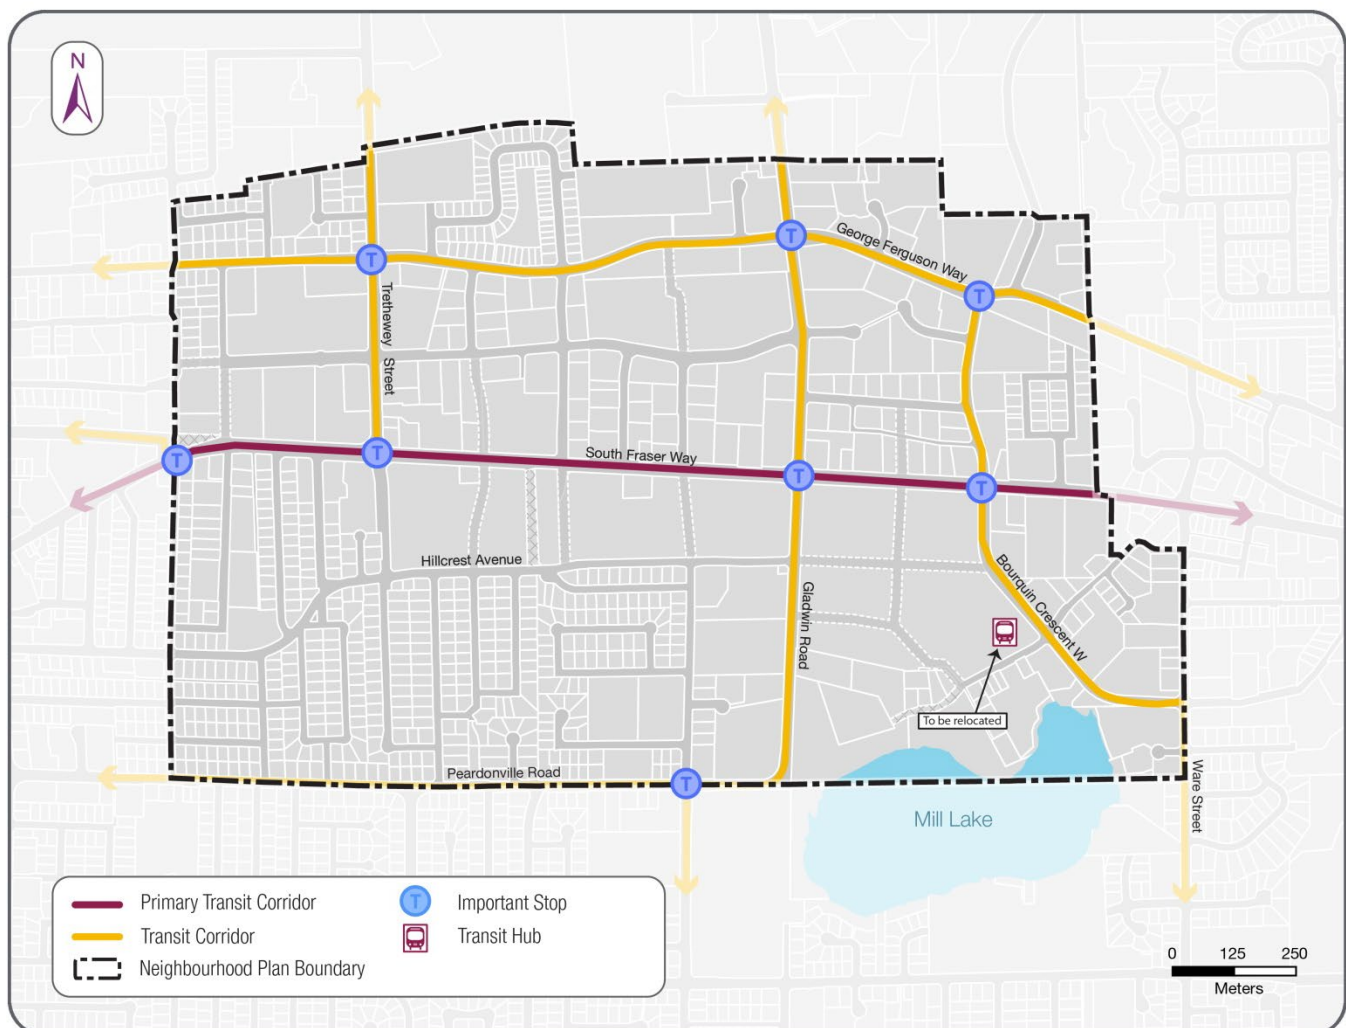 N
George Ferguson Way
Trethewey Street
T
T
T
South Fraser Way
T
T
T
T
Hillcrest Avenue
Bourquin Crescent W
Gladwin Road
To be relocated
Peardonville Road
T
Ware Street
Mill Lake
Primary Transit Corridor
T Important Stop
Transit Corridor
Transit Hub
Neighbourhood Plan Boundary
0 125 250
Meters